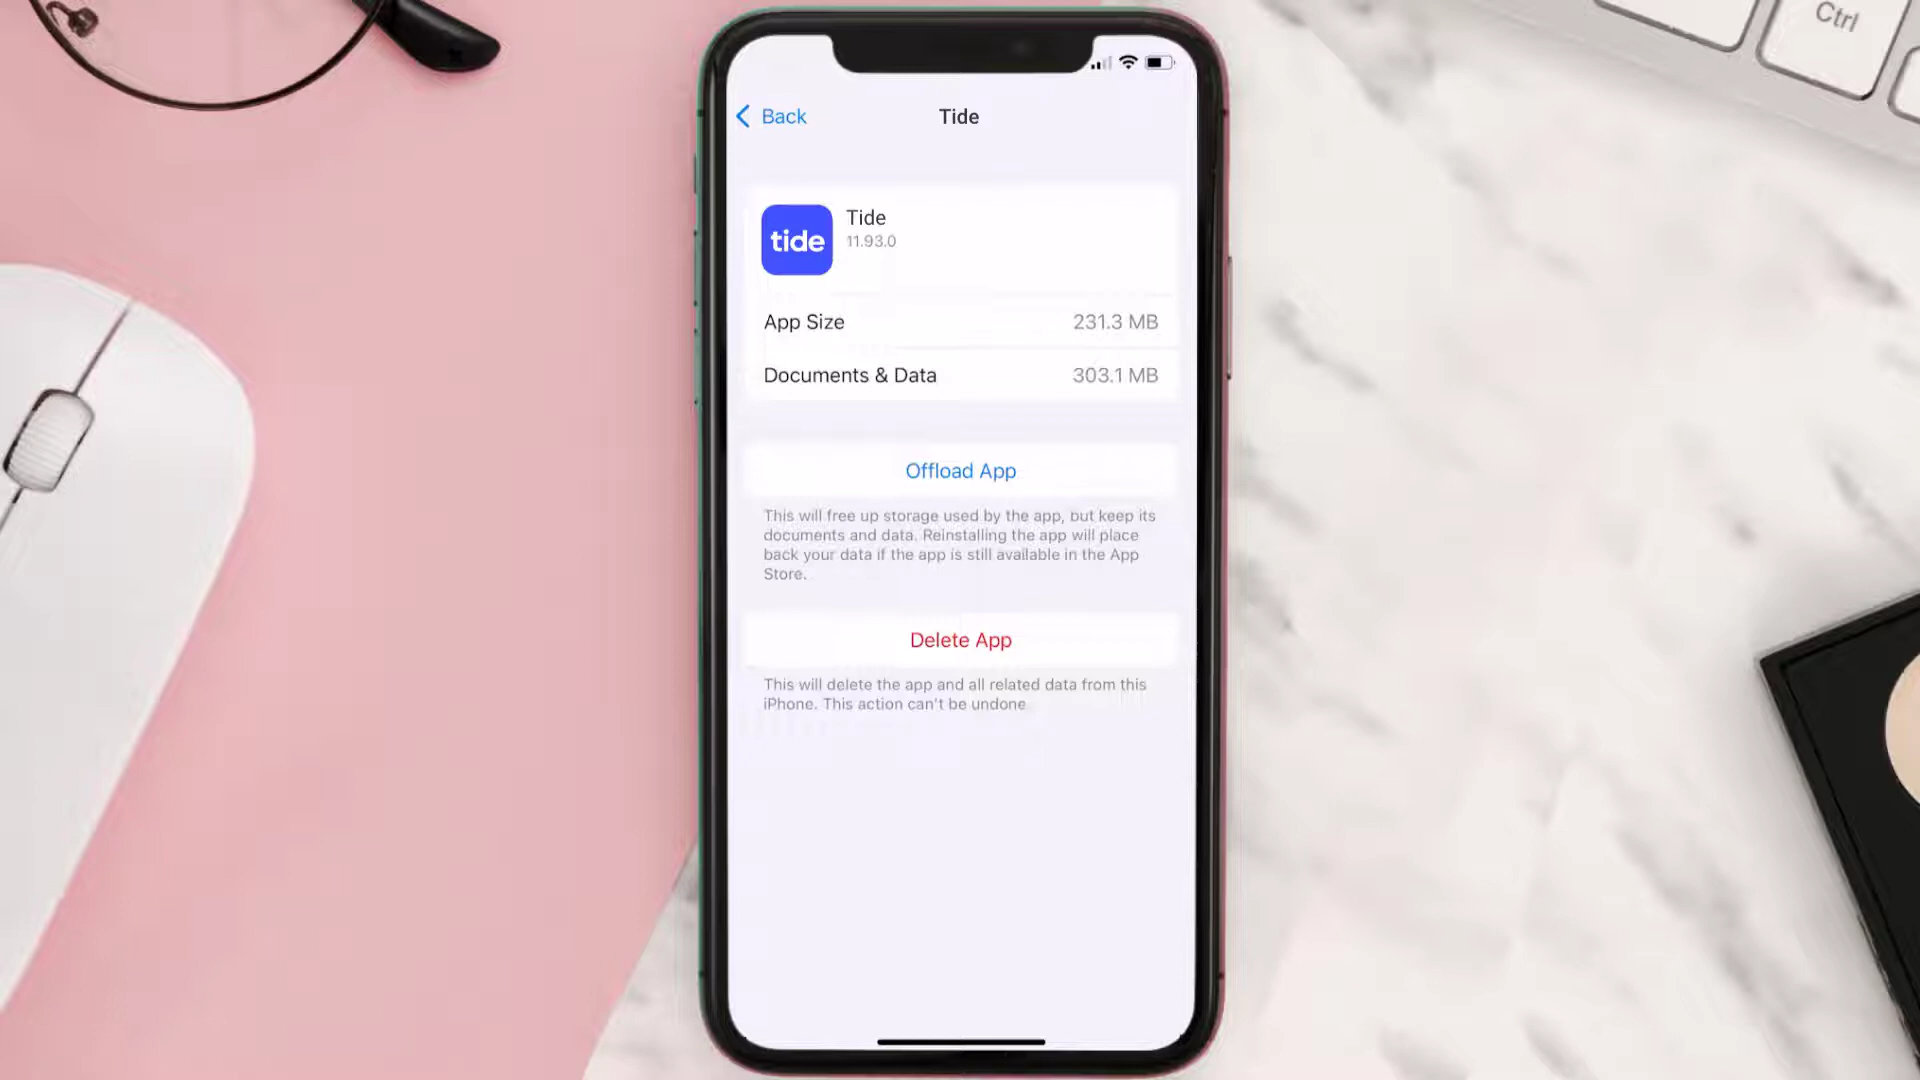 Ctrl
Back
Tide
tide
Tide
11.93.0
App Size
231.3 MB
Documents & Data
303.1 MB
Offload App
This will free up storage used by the app, but keep its
documents and data. Reinstalling the app will place
back your data if the app is still available in the App
Store.
Delete App
This will delete the app and all related data from this
iPhone. This action can't be undone